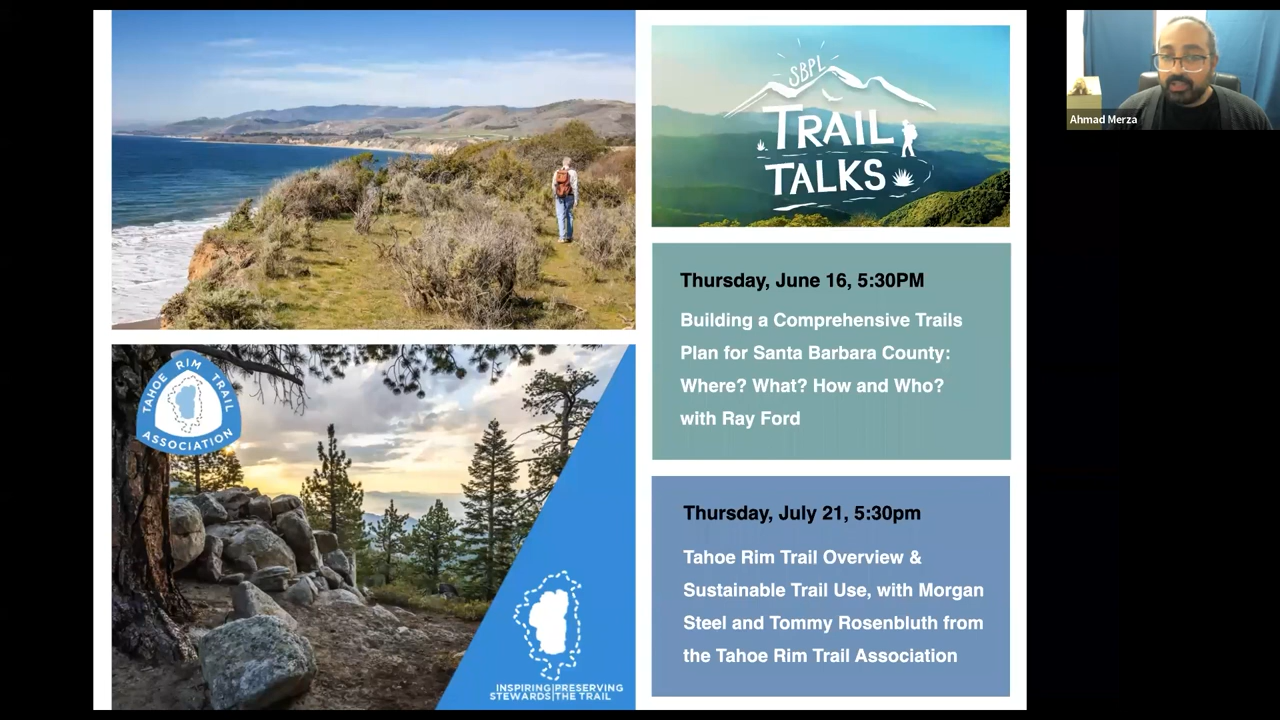 SBPL
TRAIL
TALKS
Ahmad Merza
Thursday, June 16, 5:30PM
Building a Comprehensive Trails
Plan for Santa Barbara County:
Where? What? How and Who?
with Ray Ford
TAHOE RIM TRAIL
ASSOCIATION
Thursday, July 21, 5:30pm
Tahoe Rim Trail Overview &
Sustainable Trail Use, with Morgan
Steel and Tommy Rosenbluth from
the Tahoe Rim Trail Association
INSPIRING|PRESERVING
STEWARDS|THE TRAIL